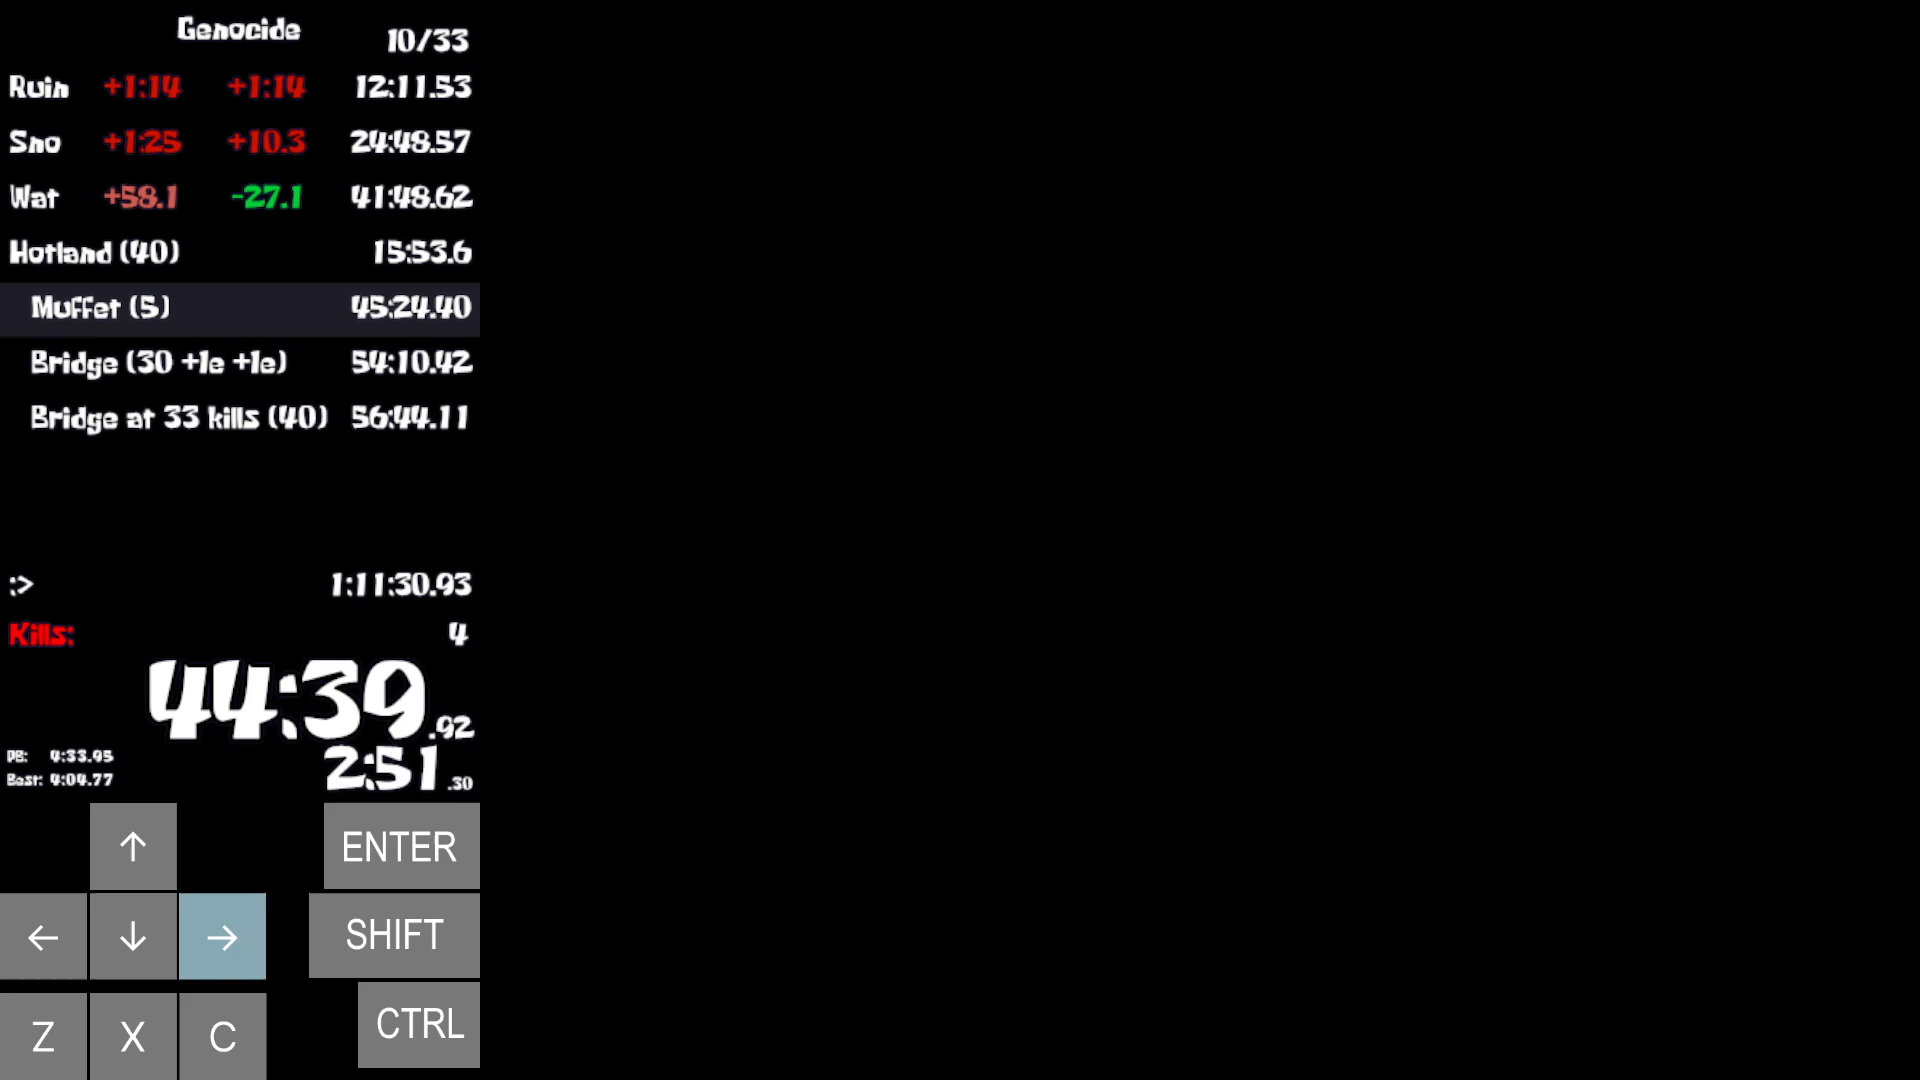 Genocide
10/33
Ruin +1:14 +1:14 12:11.53
Sno +1:25 +10.3 24:48.57
Wat +58.1 -27.1 41:48.62
Hotland (40) 15:53.6
Muffet (5) 45:24.40
Bridge (30 +1e +1e) 54:10.42
Bridge at 33 kills (40) 56:44.11
:> 1:11:30.93
Kills: 4
44:39.92
PB: 4:33.95
Best: 4:04.77
2:51.30
↑ ENTER
← ↓ → SHIFT
Z X C CTRL